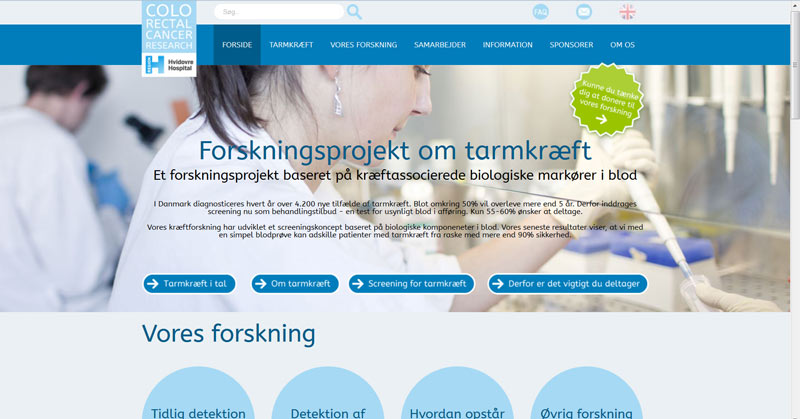 COLO
RECTAL
CANCER
RESEARCH
Hvidovre
Hospital
Søg.
FAQ
FORSIDE TARMKRÆFT VORES FORSKNING SAMARBEJDER INFORMATION SPONSORER OM OS
Kunne du tænke
dig at donere til
vores forskning
Forskningsprojekt om tarmkræft
Et forskningsprojekt baseret på kræftassocierede biologiske markører i blod
I Danmark diagnosticeres hvert år over 4.200 nye tilfælde af tarmkræft. Blot omkring 50% vil overleve mere end 5 år. Derfor inddrages
screening nu som behandlingstilbud – en test for usynligt blod i afføring. Kun 55-60% ønsker at deltage.
Vores kræftforskning har udviklet et screeningskoncept baseret på biologiske komponeneter i blod. Vores seneste resultater viser, at vi med
en simpel blodprøve kan adskille patienter med tarmkræft fra raske med mere end 90% sikkerhed.
Tarmkræft i tal Om tarmkræft Screening for tarmkræft Derfor er det vigtigt du deltager
Vores forskning
Tidlig detektion Detektion af Hvordan opstår Øvrig forskning